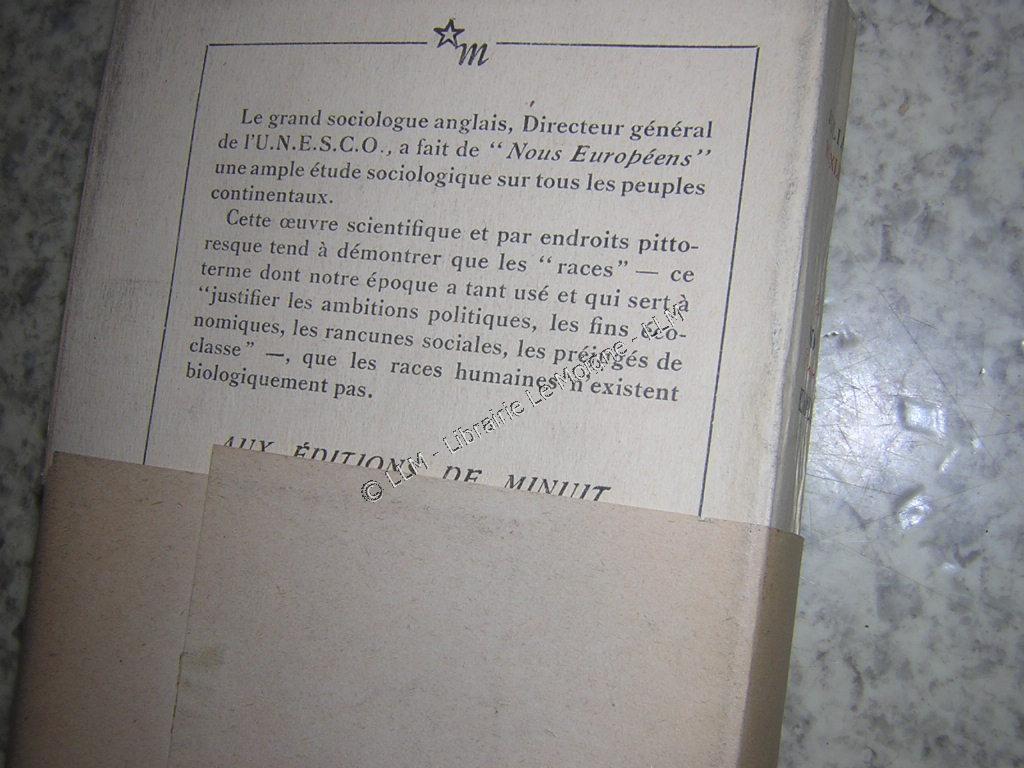 m
Le grand sociologue anglais, Directeur général
de l'U.N.E.S.C.O., a fait de "Nous Européens"
une ample étude sociologique sur tous les peuples
continentaux.
Cette œuvre scientifique et par endroits pitto-
resque tend à démontrer que les "races" — ce
terme dont notre époque a tant usé et qui sert à
"justifier les ambitions politiques, les fins éco-
nomiques, les rancunes sociales, les préjugés de
classe" —, que les races humaines n'existent
biologiquement pas.
AUX ÉDITIONS DE MINUIT
© LLM - Librairie Le Moldne - LLM